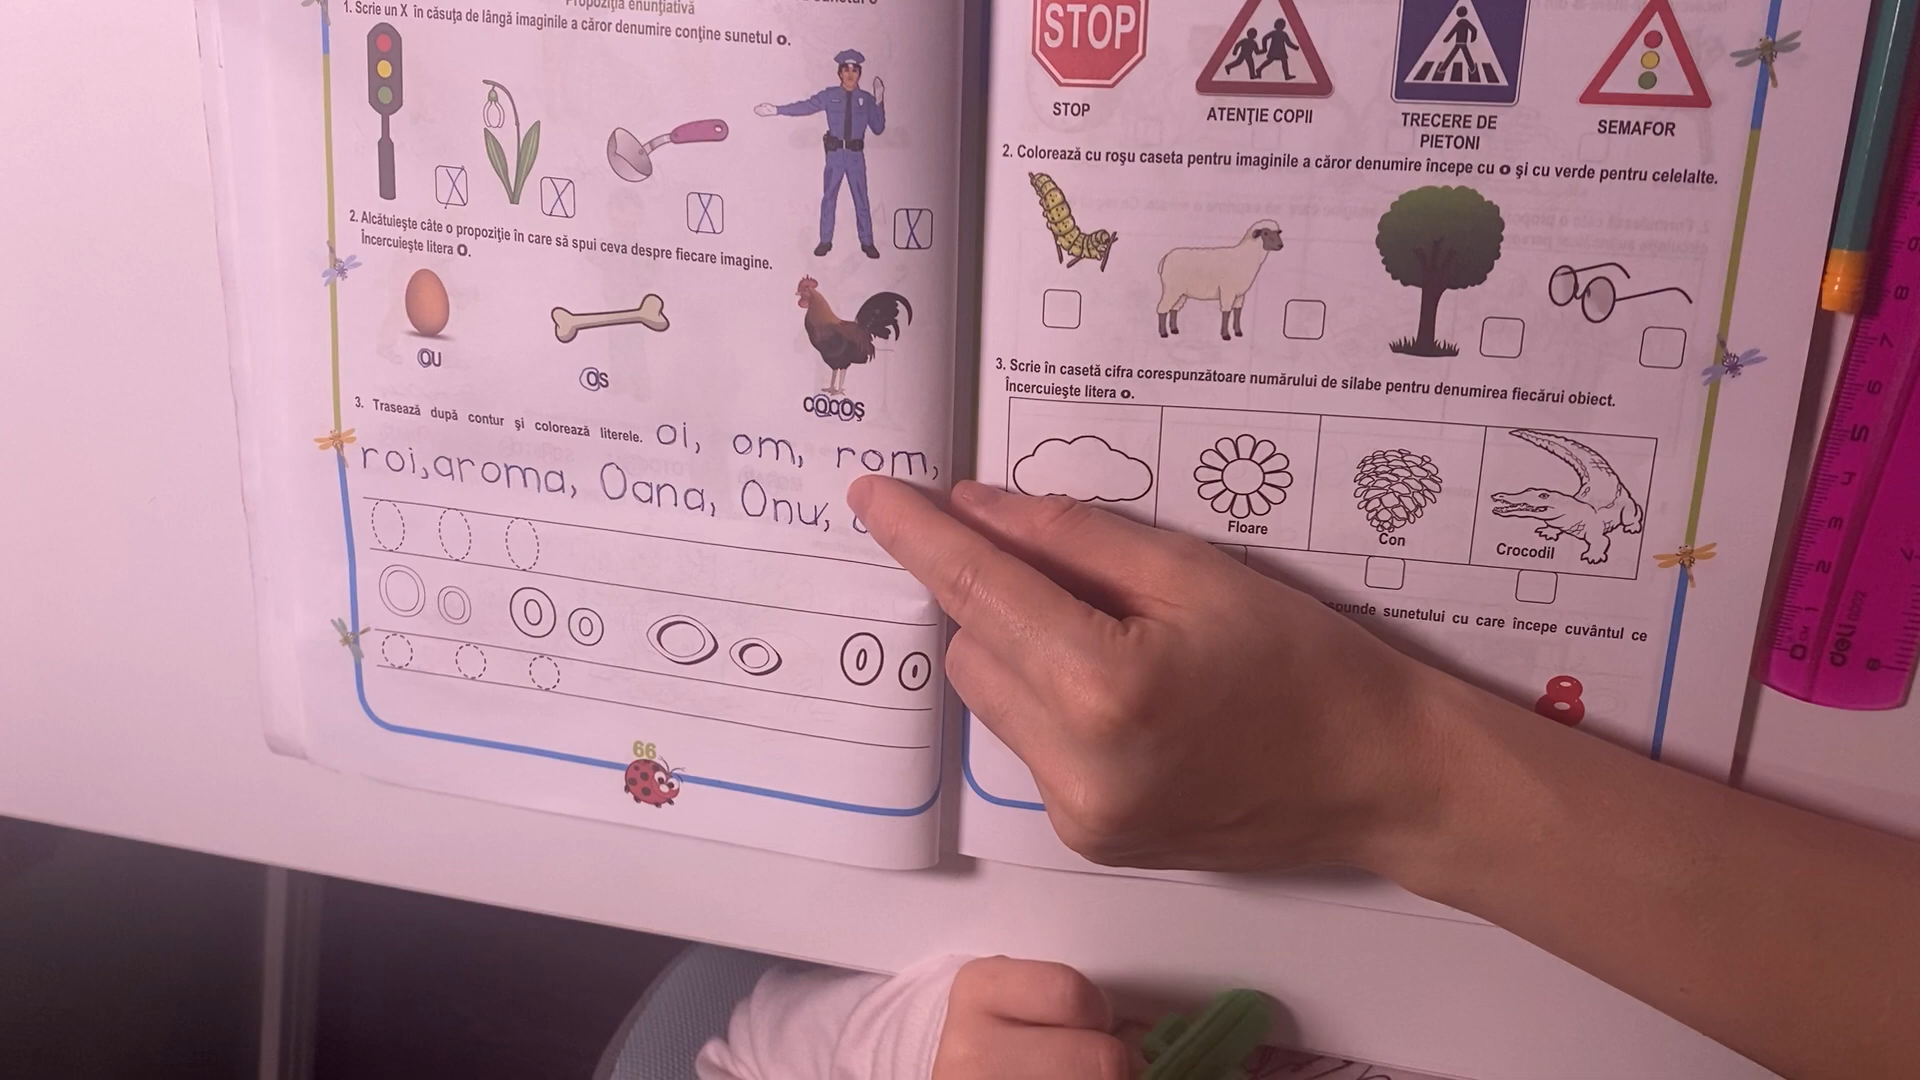 Propoziția enunțiativă
1. Scrie un X în căsuța de lângă imaginile a căror denumire conține sunetul o.
X X X X
2. Alcătuiește câte o propoziție în care să spui ceva despre fiecare imagine.
Încercuiește litera O.
OU
OS
COCOȘ
3. Trasează după contur și colorează literele. oi, om, rom,
roi, aroma, Oana, Onu,
O O O
O o O o O o O o
o o o
66
STOP
STOP
ATENŢIE COPII
TRECERE DE
PIETONI
SEMAFOR
2. Colorează cu roșu caseta pentru imaginile a căror denumire începe cu o și cu verde pentru celelalte.
3. Scrie în casetă cifra corespunzătoare numărului de silabe pentru denumirea fiecărui obiect.
Încercuiește litera o.
Floare
Con
Crocodil
sunetului cu care începe cuvântul ce
8
deli